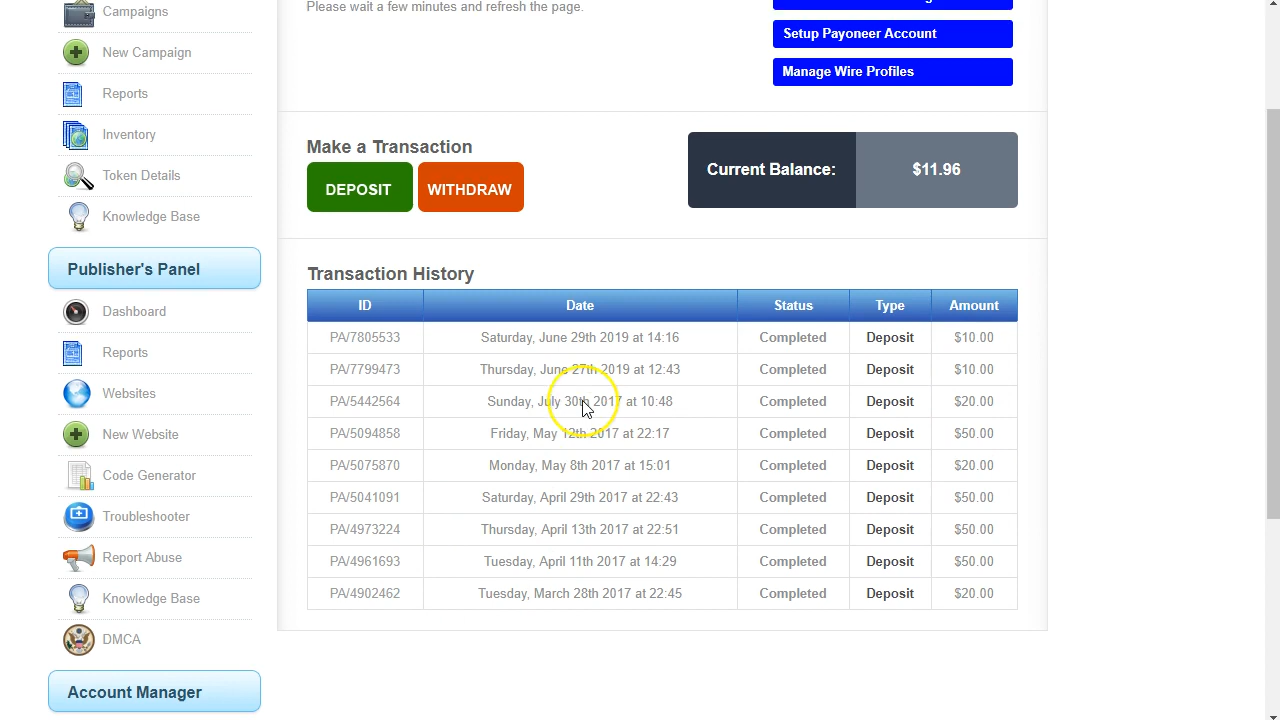 Campaigns
New Campaign
Reports
Inventory
Token Details
Knowledge Base
Publisher's Panel
Dashboard
Reports
Websites
New Website
Code Generator
Troubleshooter
Report Abuse
Knowledge Base
DMCA
Account Manager
Please wait a few minutes and refresh the page.
Setup Payoneer Account
Manage Wire Profiles
Make a Transaction
DEPOSIT WITHDRAW
Current Balance: $11.96
Transaction History
ID Date Status Type Amount
PA/7805533 Saturday, June 29th 2019 at 14:16 Completed Deposit $10.00
PA/7799473 Thursday, June 27th 2019 at 12:43 Completed Deposit $10.00
PA/5442564 Sunday, July 30th 2017 at 10:48 Completed Deposit $20.00
PA/5094858 Friday, May 12th 2017 at 22:17 Completed Deposit $50.00
PA/5075870 Monday, May 8th 2017 at 15:01 Completed Deposit $20.00
PA/5041091 Saturday, April 29th 2017 at 22:43 Completed Deposit $50.00
PA/4973224 Thursday, April 13th 2017 at 22:51 Completed Deposit $50.00
PA/4961693 Tuesday, April 11th 2017 at 14:29 Completed Deposit $50.00
PA/4902462 Tuesday, March 28th 2017 at 22:45 Completed Deposit $20.00